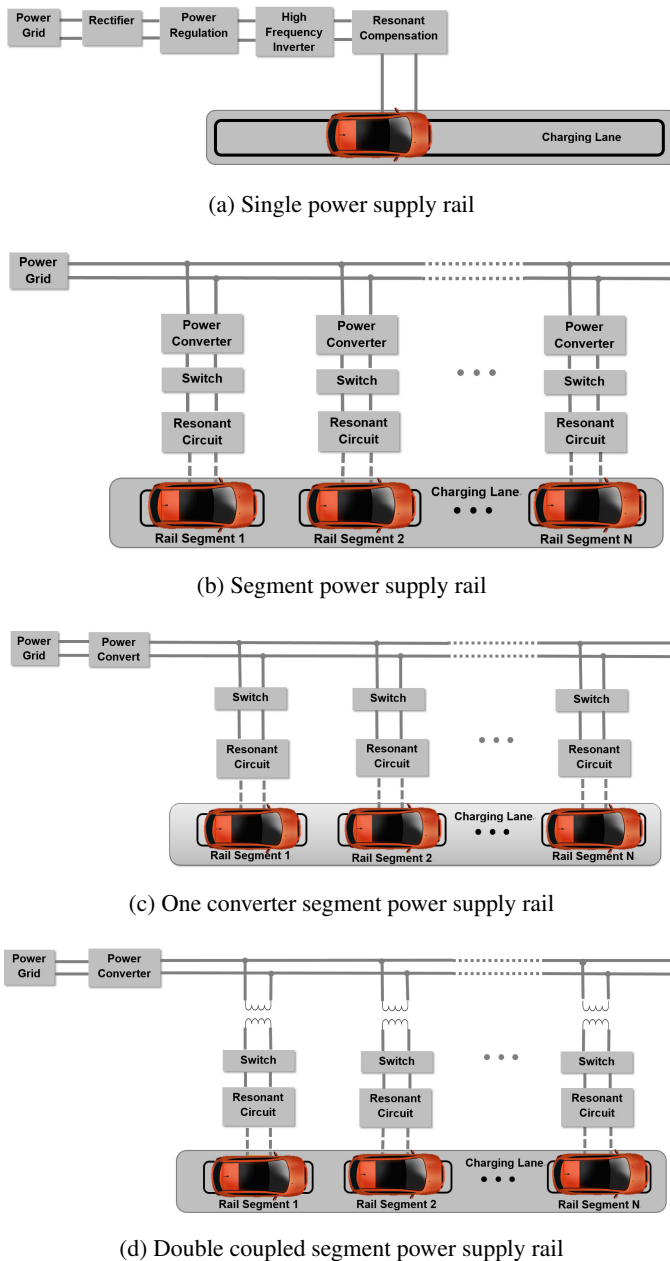 Power Grid
Rectifier
Power Regulation
High Frequency Inverter
Resonant Compensation
Charging Lane
(a) Single power supply rail
Power Grid
Power Converter
Power Converter
Power Converter
Switch
Switch
Switch
Resonant Circuit
Resonant Circuit
Resonant Circuit
Charging Lane
Rail Segment 1
Rail Segment 2
Rail Segment N
(b) Segment power supply rail
Power Grid
Power Convert
Switch
Switch
Switch
Resonant Circuit
Resonant Circuit
Resonant Circuit
Charging Lane
Rail Segment 1
Rail Segment 2
Rail Segment N
(c) One converter segment power supply rail
Power Grid
Power Converter
Switch
Switch
Switch
Resonant Circuit
Resonant Circuit
Resonant Circuit
Charging Lane
Rail Segment 1
Rail Segment 2
Rail Segment N
(d) Double coupled segment power supply rail